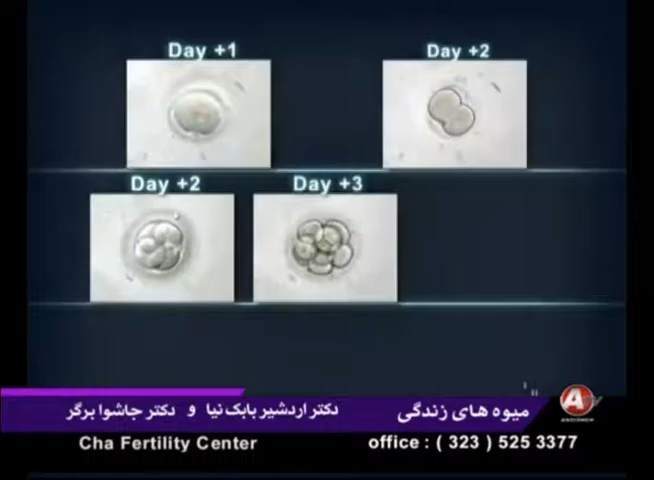 Day +1
Day +2
Day +2
Day +3
میوه های زندگی
دکتر اردشیر بابک نیا و دکتر جاشوا برگر
Cha Fertility Center
office : ( 323 ) 525 3377